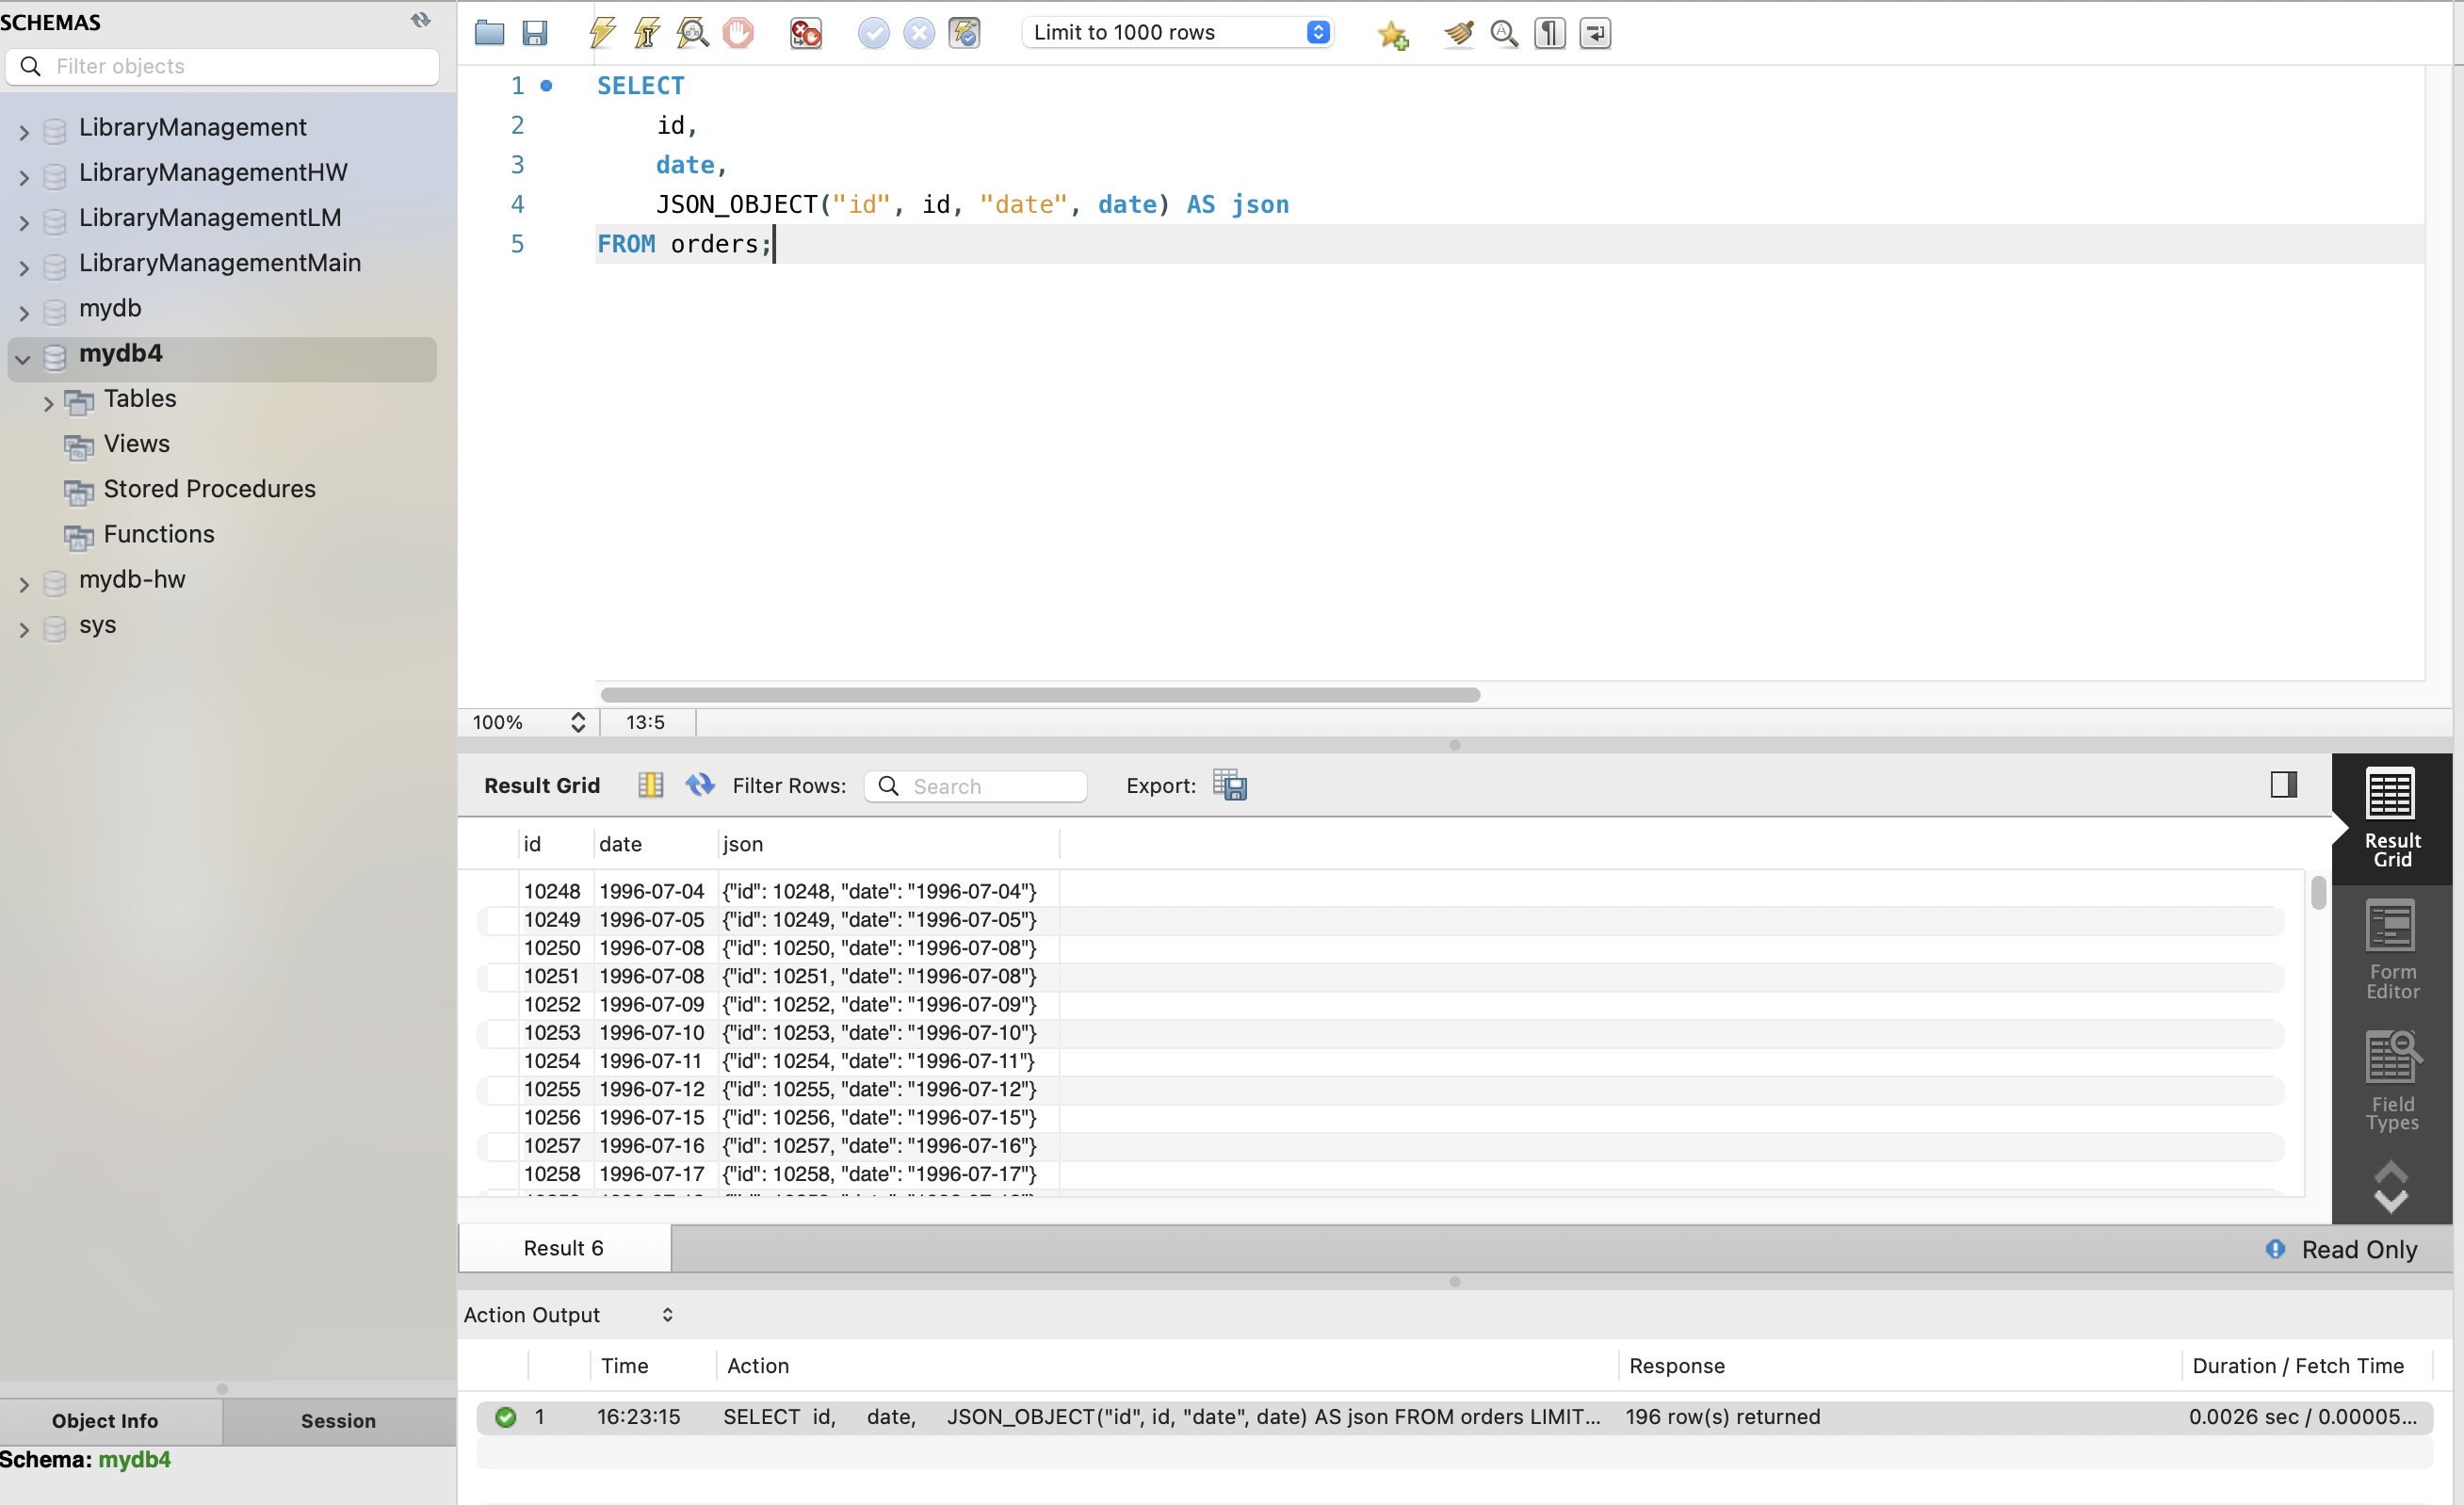 SCHEMAS
Filter objects
LibraryManagement
LibraryManagementHW
LibraryManagementLM
LibraryManagementMain
mydb
mydb4
Tables
Views
Stored Procedures
Functions
mydb-hw
sys
Object Info Session
Schema: mydb4
Limit to 1000 rows
1 SELECT
2 id,
3 date,
4 JSON_OBJECT("id", id, "date", date) AS json
5 FROM orders;
100% 13:5
Result Grid Filter Rows: Search Export:
id date json
10248 1996-07-04 {"id": 10248, "date": "1996-07-04"}
10249 1996-07-05 {"id": 10249, "date": "1996-07-05"}
10250 1996-07-08 {"id": 10250, "date": "1996-07-08"}
10251 1996-07-08 {"id": 10251, "date": "1996-07-08"}
10252 1996-07-09 {"id": 10252, "date": "1996-07-09"}
10253 1996-07-10 {"id": 10253, "date": "1996-07-10"}
10254 1996-07-11 {"id": 10254, "date": "1996-07-11"}
10255 1996-07-12 {"id": 10255, "date": "1996-07-12"}
10256 1996-07-15 {"id": 10256, "date": "1996-07-15"}
10257 1996-07-16 {"id": 10257, "date": "1996-07-16"}
10258 1996-07-17 {"id": 10258, "date": "1996-07-17"}
Result
Grid
Form
Editor
Field
Types
Result 6 Read Only
Action Output
Time Action Response Duration / Fetch Time
1 16:23:15 SELECT id, date, JSON_OBJECT("id", id, "date", date) AS json FROM orders LIMIT... 196 row(s) returned 0.0026 sec / 0.00005...